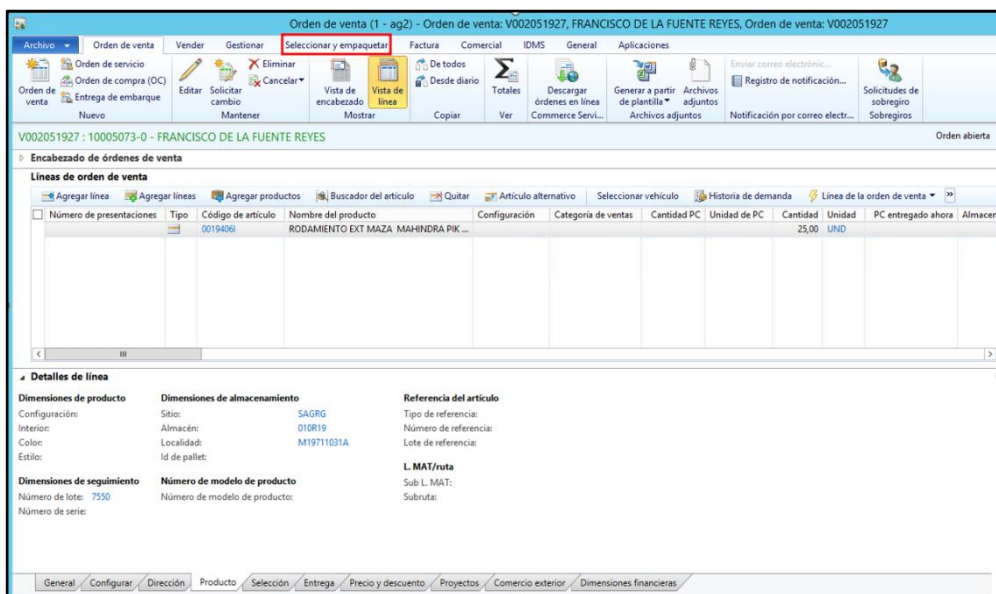 Orden de venta (1 - ag2) - Orden de venta: V002051927, FRANCISCO DE LA FUENTE REYES, Orden de venta: V002051927
Archivo Orden de venta Vender Gestionar Seleccionar y empaquetar Factura Comercial IDMS General Aplicaciones
Orden de venta
Orden de servicio
Orden de compra (OC)
Entrega de embarque
Nuevo
Editar
Solicitar cambio
Eliminar
Cancelar
Mantener
Vista de encabezado
Vista de línea
Mostrar
De todos
Desde diario
Copiar
Totales
Ver
Descargar órdenes en línea
Commerce Servi...
Generar a partir de plantilla
Archivos adjuntos
Archivos adjuntos
Enviar correo electrónic...
Registro de notificación...
Notificación por correo electr...
Solicitudes de sobregiro
Sobregiros
V002051927 : 10005073-0 - FRANCISCO DE LA FUENTE REYES Orden abierta
Encabezado de órdenes de venta
Líneas de orden de venta
Agregar línea Agregar líneas Agregar productos Buscador del artículo Quitar Artículo alternativo Seleccionar vehículo Historia de demanda Línea de la orden de venta »
Número de presentaciones Tipo Código de artículo Nombre del producto Configuración Categoría de ventas Cantidad PC Unidad de PC Cantidad Unidad PC entregado ahora Almacen
0019406I RODAMIENTO EXT MAZA MAHINDRA PIK ... 25,00 UND
Detalles de línea
Dimensiones de producto
Configuración:
Interior:
Color:
Estilo:
Dimensiones de seguimiento
Número de lote: 7550
Número de serie:
Dimensiones de almacenamiento
Sitio: SAGRG
Almacén: 010R19
Localidad: M19711031A
Id de pallet:
Número de modelo de producto
Número de modelo de producto:
Referencia del artículo
Tipo de referencia:
Número de referencia:
Lote de referencia:
L. MAT/ruta
Sub L. MAT:
Subruta:
General Configurar Dirección Producto Selección Entrega Precio y descuento Proyectos Comercio exterior Dimensiones financieras